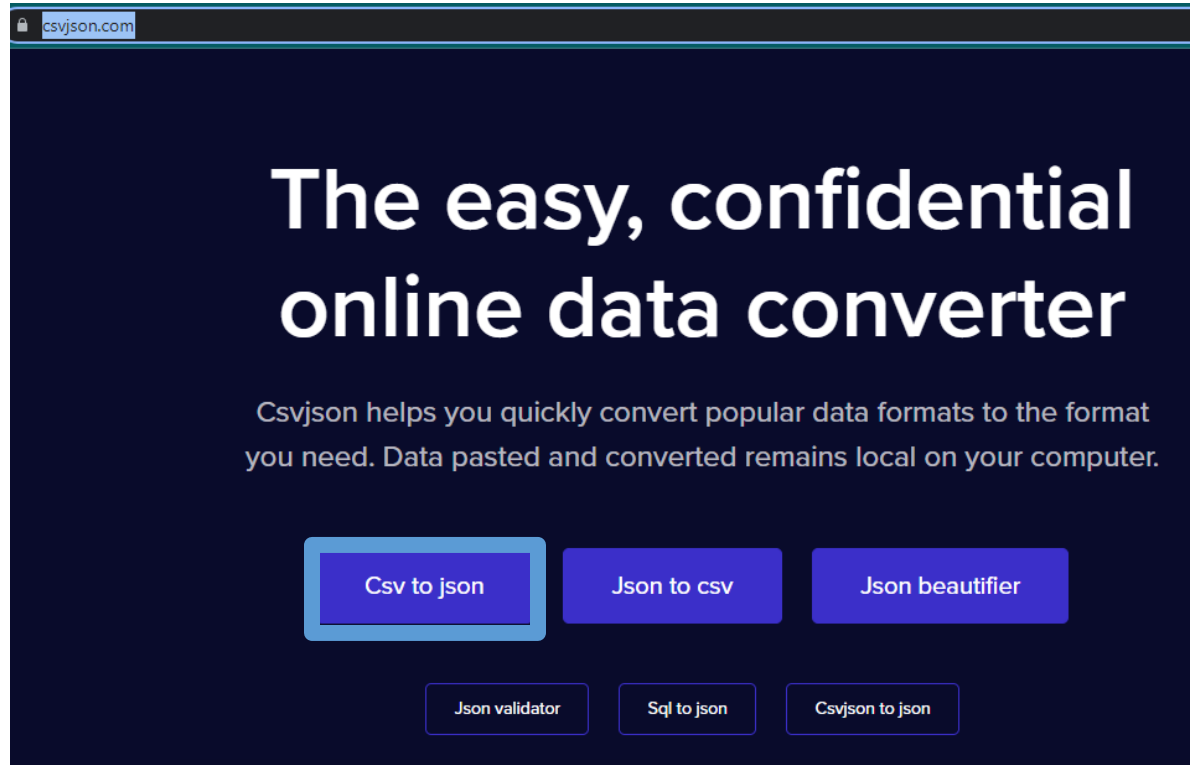 csvjson.com
The easy, confidential
online data converter
Csvjson helps you quickly convert popular data formats to the format
you need. Data pasted and converted remains local on your computer.
Csv to json
Json to csv
Json beautifier
Json validator
Sql to json
Csvjson to json